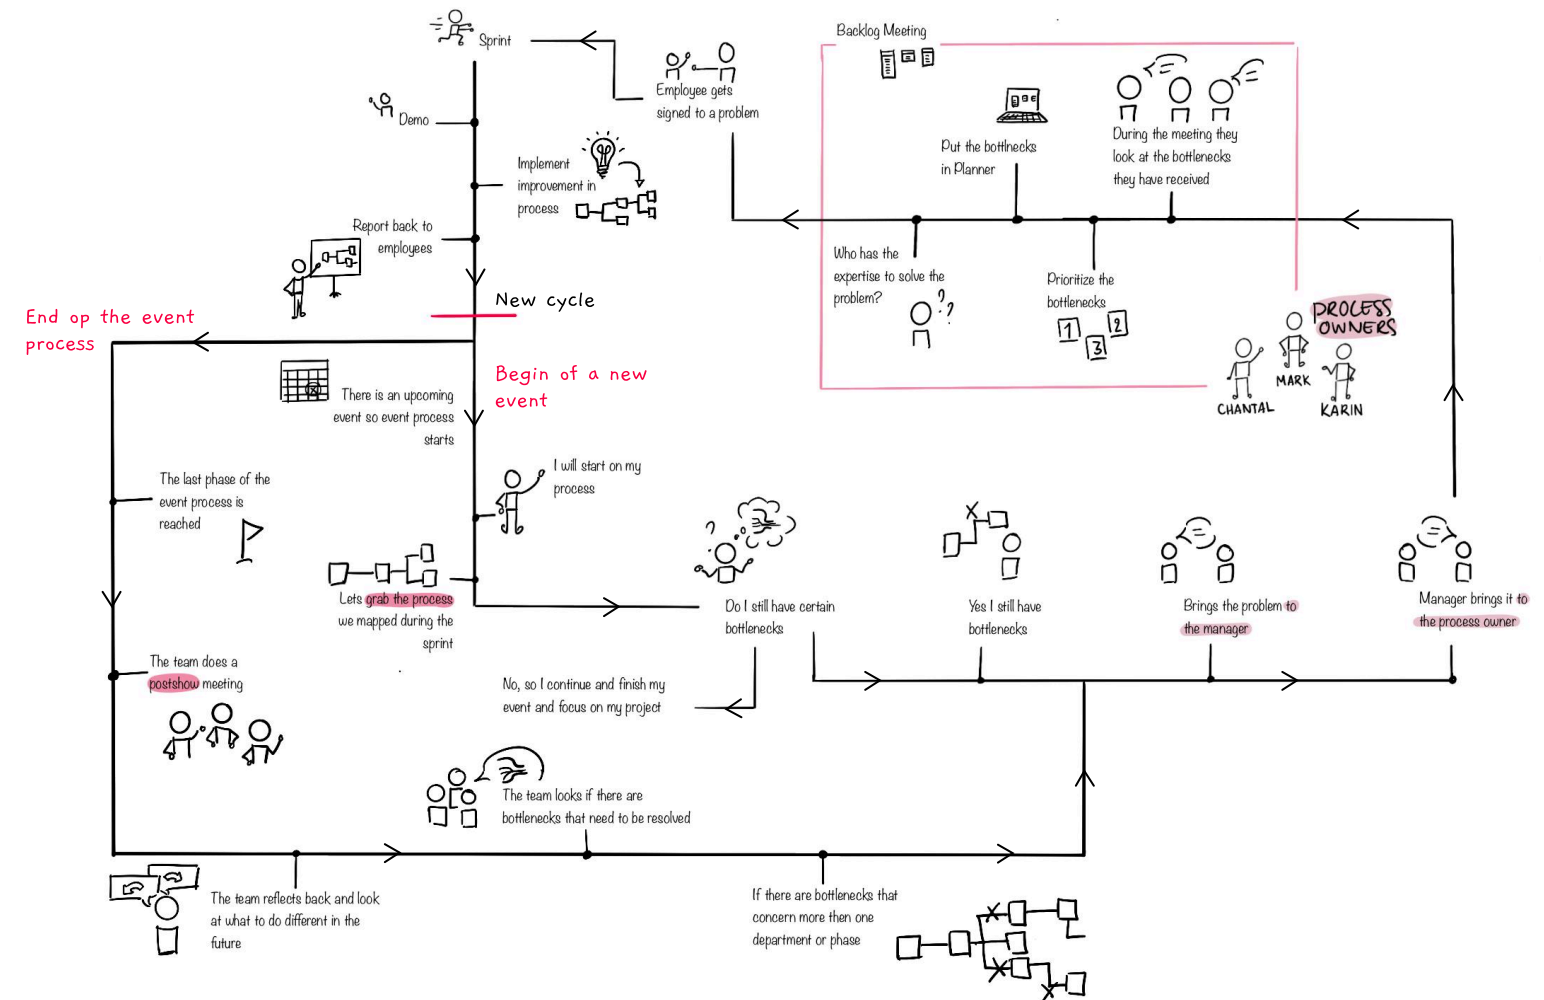 Sprint
Demo
Implement
improvement in
process
Report back to
employees
New cycle
End op the event
process
Begin of a new
event
There is an upcoming
event so event process
starts
I will start on my
process
Lets grab the process
we mapped during the
sprint
The last phase of the
event process is
reached
The team does a
postshow meeting
The team reflects back and look
at what to do different in the
future
The team looks if there are
bottlenecks that need to be resolved
If there are bottlenecks that
concern more then one
department or phase
Do I still have certain
bottlenecks
No, so I continue and finish my
event and focus on my project
Yes I still have
bottlenecks
Brings the problem to
the manager
Manager brings it to
the process owner
Backlog Meeting
During the meeting they
look at the bottlenecks
they have received
Put the bottlnecks
in Planner
Prioritize the
bottlenecks
1
2
3
Who has the
expertise to solve the
problem?
? ? ?
PROCESS
OWNERS
MARK
CHANTAL
KARIN
Employee gets
signed to a problem
?